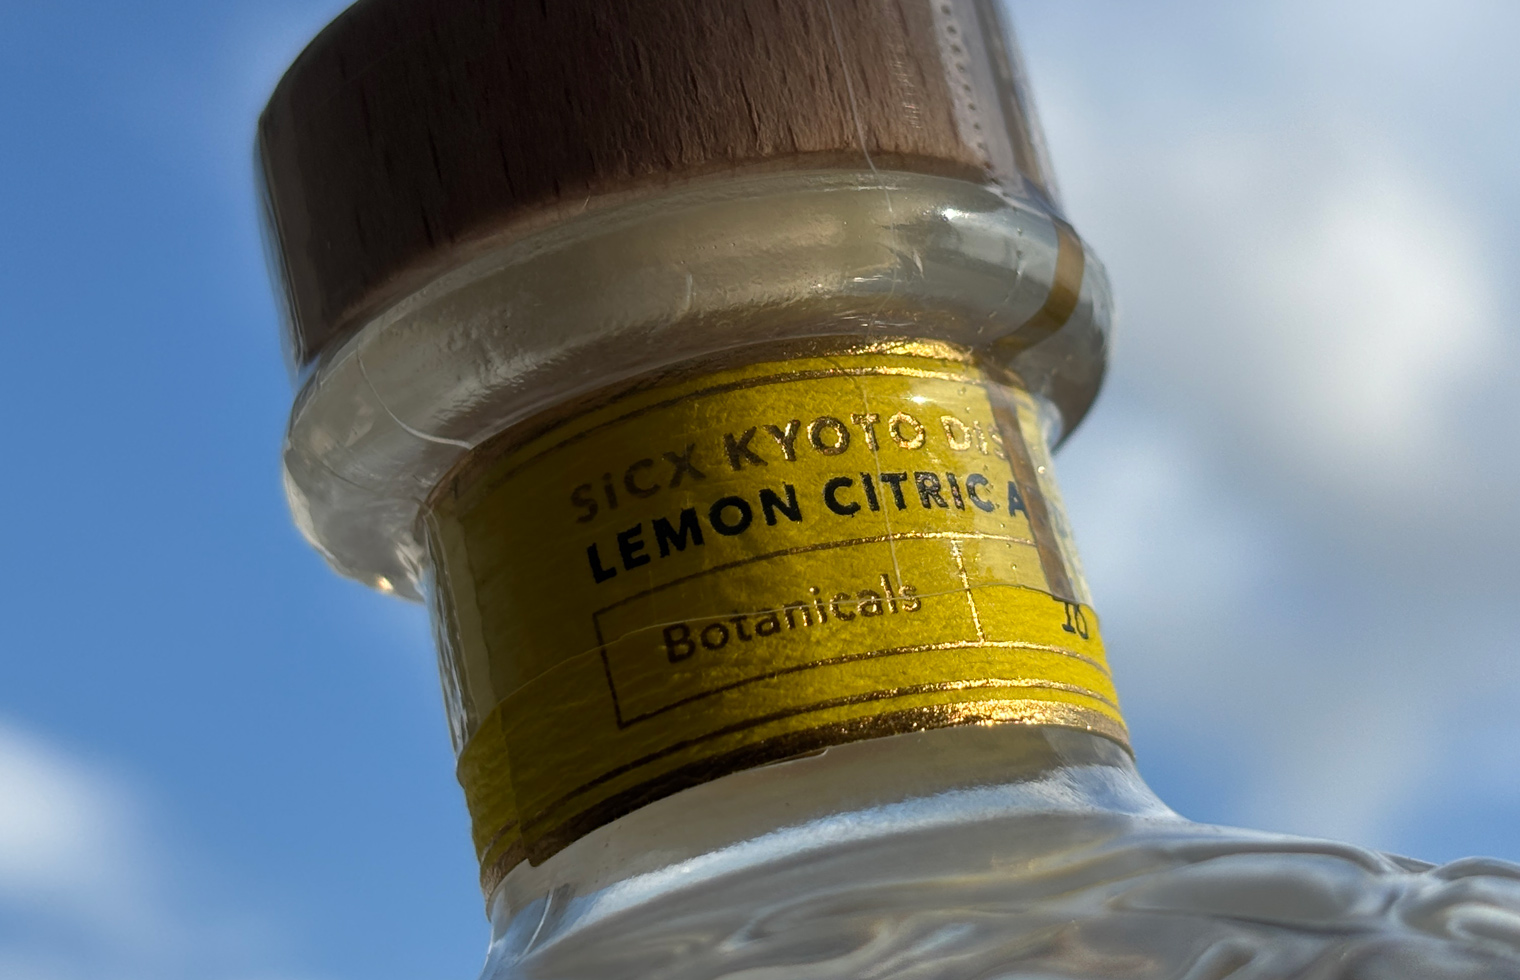 SiCX KYOTO DIS
LEMON CITRIC A
Botanicals
16